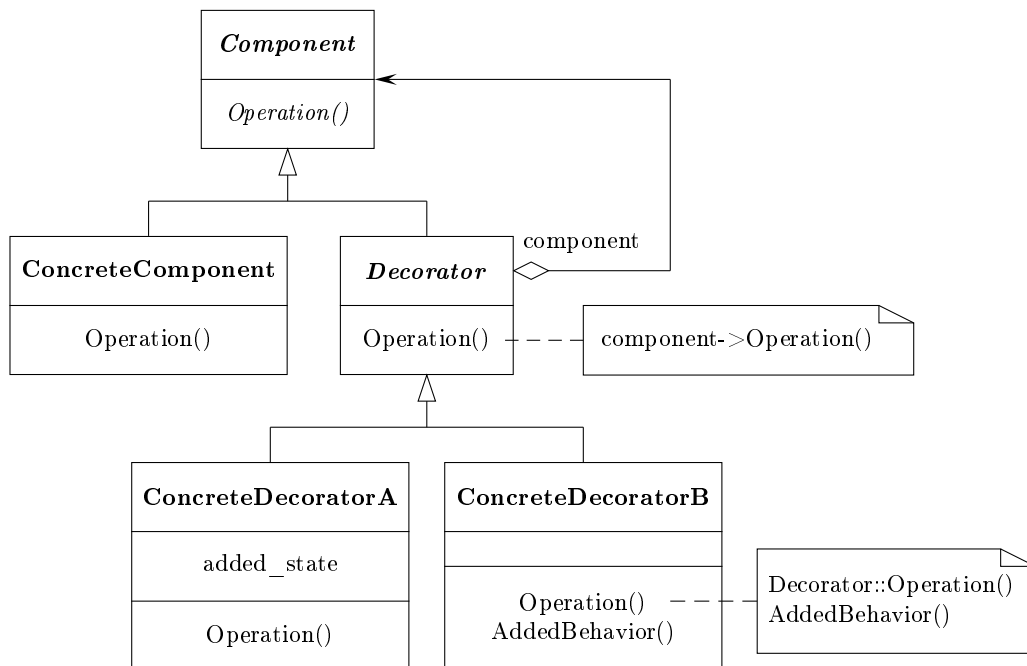 Component
Operation()
component
ConcreteComponent
Decorator
Operation()
Operation()
component->Operation()
ConcreteDecoratorA
ConcreteDecoratorB
added_state
Operation()
Operation()
AddedBehavior()
Decorator::Operation()
AddedBehavior()